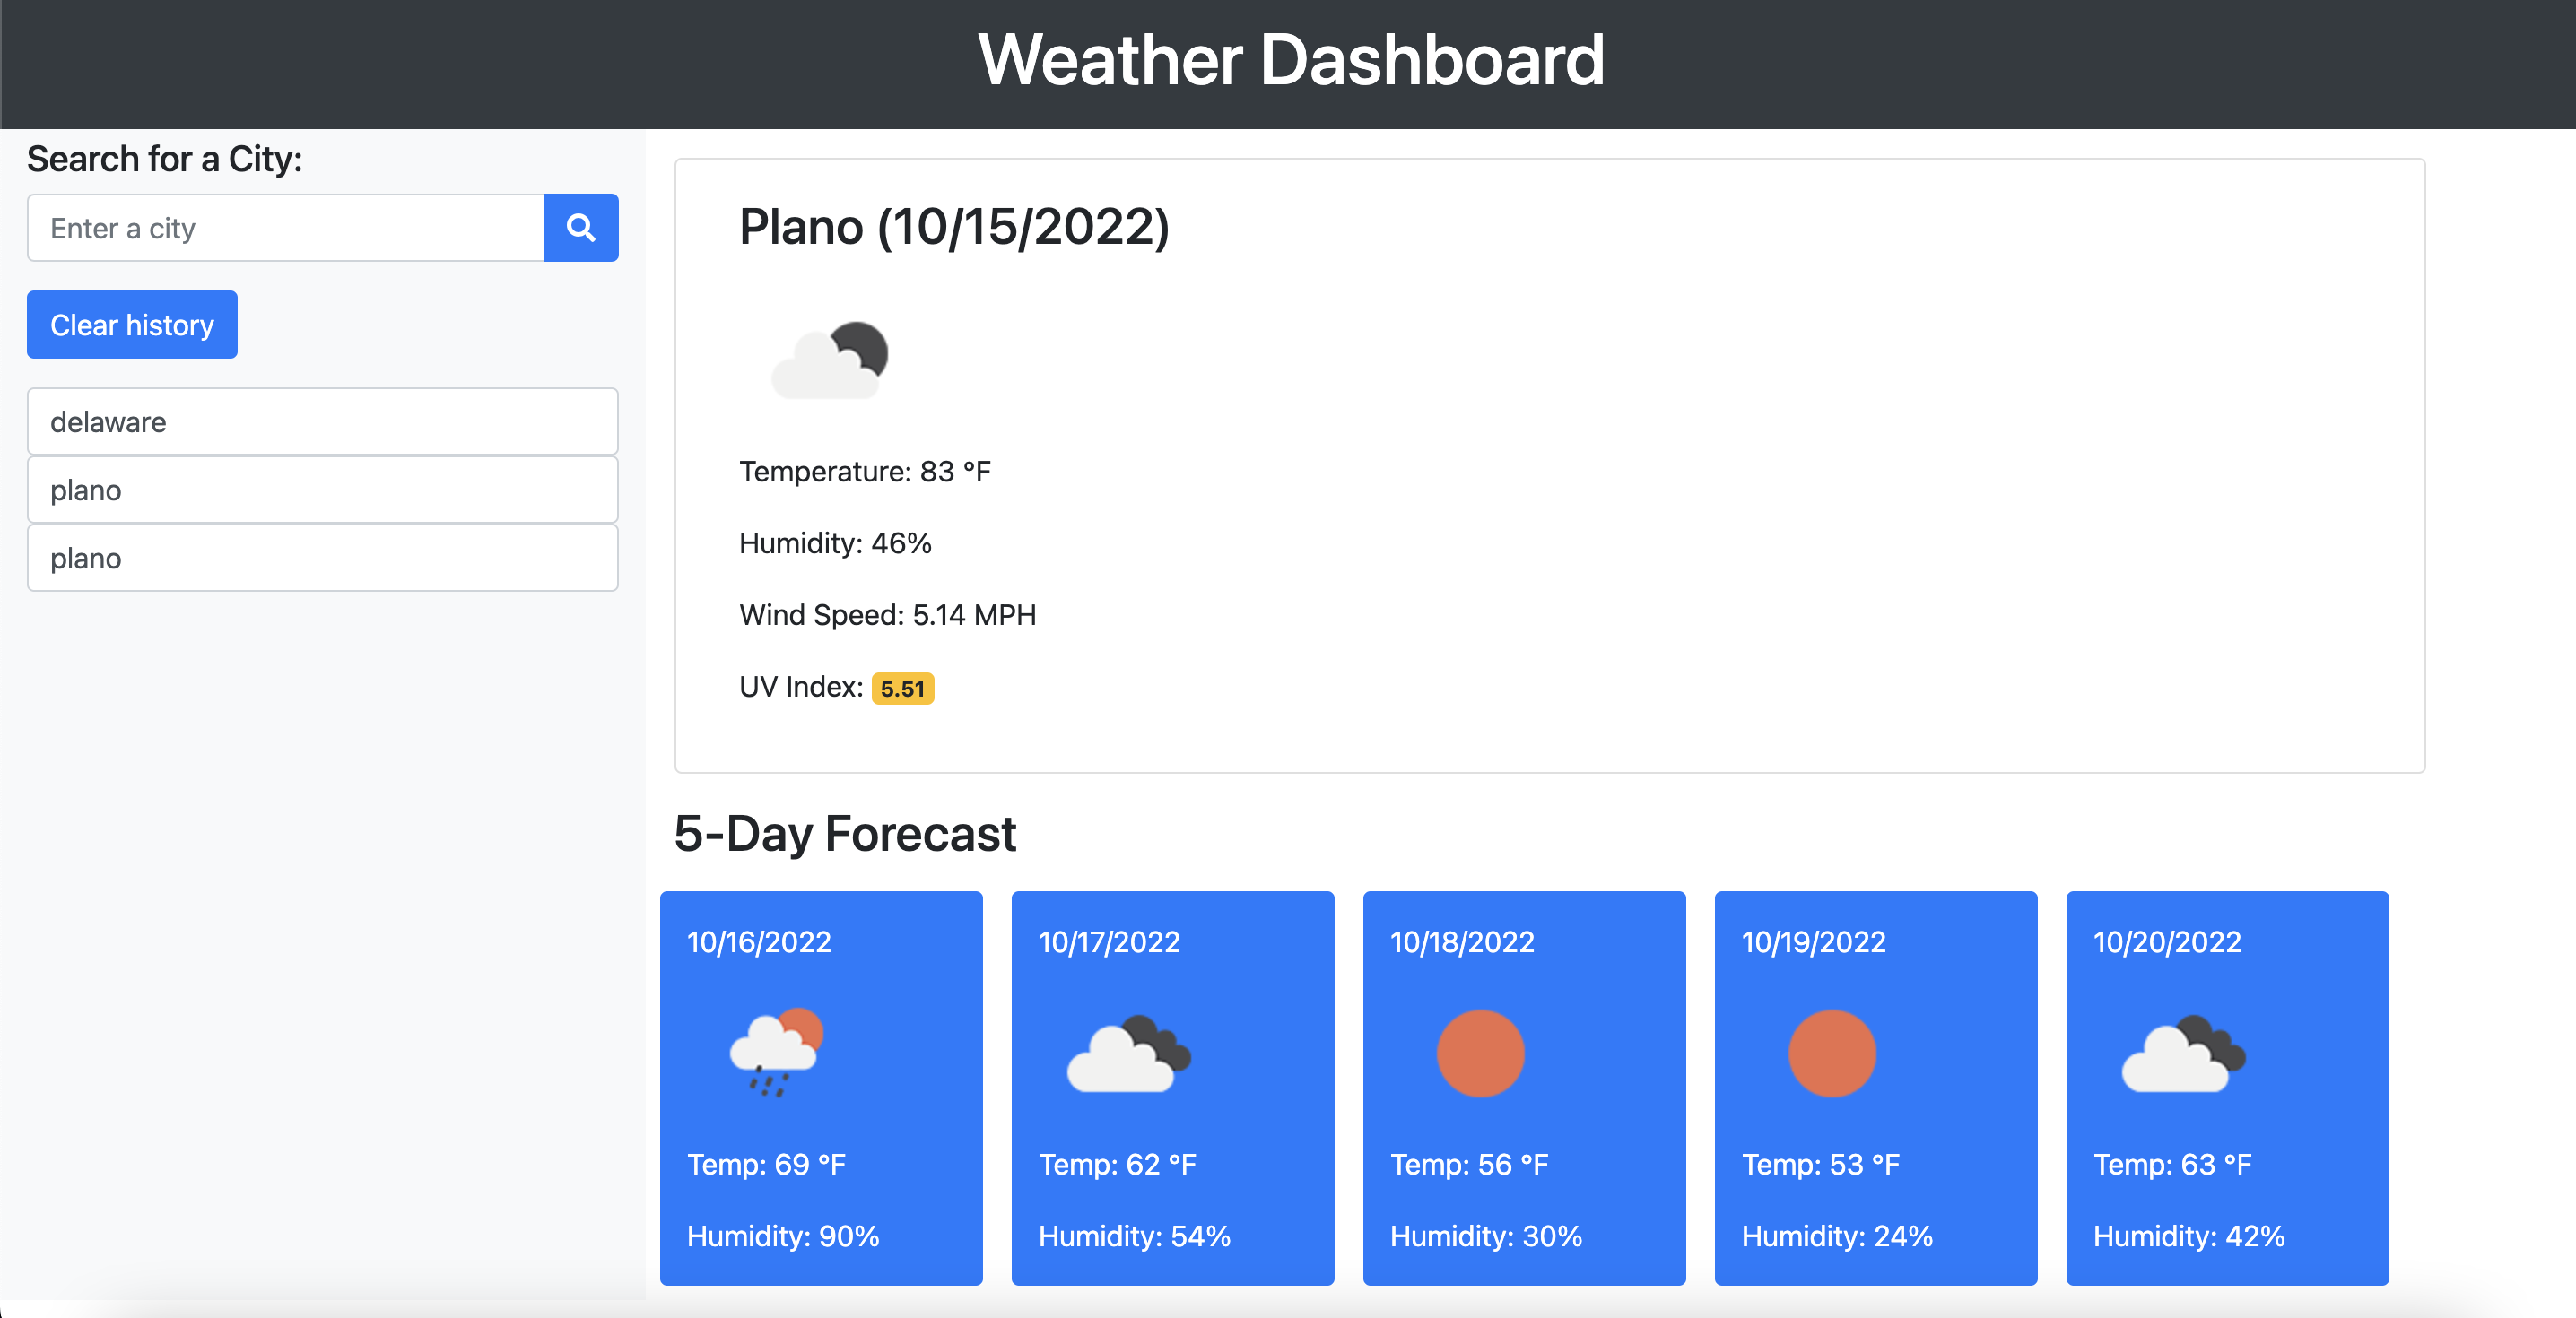 Weather Dashboard
Search for a City:
Enter a city
Clear history
delaware
plano
plano
Plano (10/15/2022)
Temperature: 83 °F
Humidity: 46%
Wind Speed: 5.14 MPH
UV Index: 5.51
5-Day Forecast
10/16/2022
Temp: 69 °F
Humidity: 90%
10/17/2022
Temp: 62 °F
Humidity: 54%
10/18/2022
Temp: 56 °F
Humidity: 30%
10/19/2022
Temp: 53 °F
Humidity: 24%
10/20/2022
Temp: 63 °F
Humidity: 42%